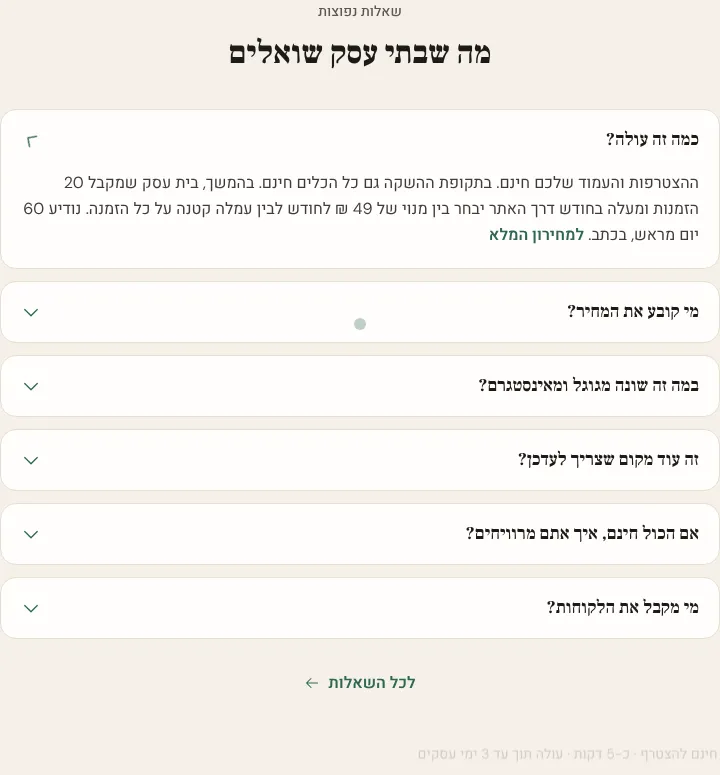 שאלות נפוצות
מה שבתי עסק שואלים
כמה זה עולה?
ההצטרפות והעמוד שלכם חינם. בתקופת ההשקה גם כל הכלים חינם. בהמשך, בית עסק שמקבל 20
הזמנות ומעלה בחודש דרך האתר יבחר בין מנוי של 49 ₪ לחודש לבין עמלה קטנה על כל הזמנה. נודיע 60
יום מראש, בכתב. למחירון המלא
מי קובע את המחיר?
במה זה שונה מגוגל ומאינסטגרם?
זה עוד מקום שצריך לעדכן?
אם הכול חינם, איך אתם מרוויחים?
מי מקבל את הלקוחות?
לכל השאלות ←
חינם להצטרף · כ-5 דקות · עולה תוך עד 3 ימי עסקים